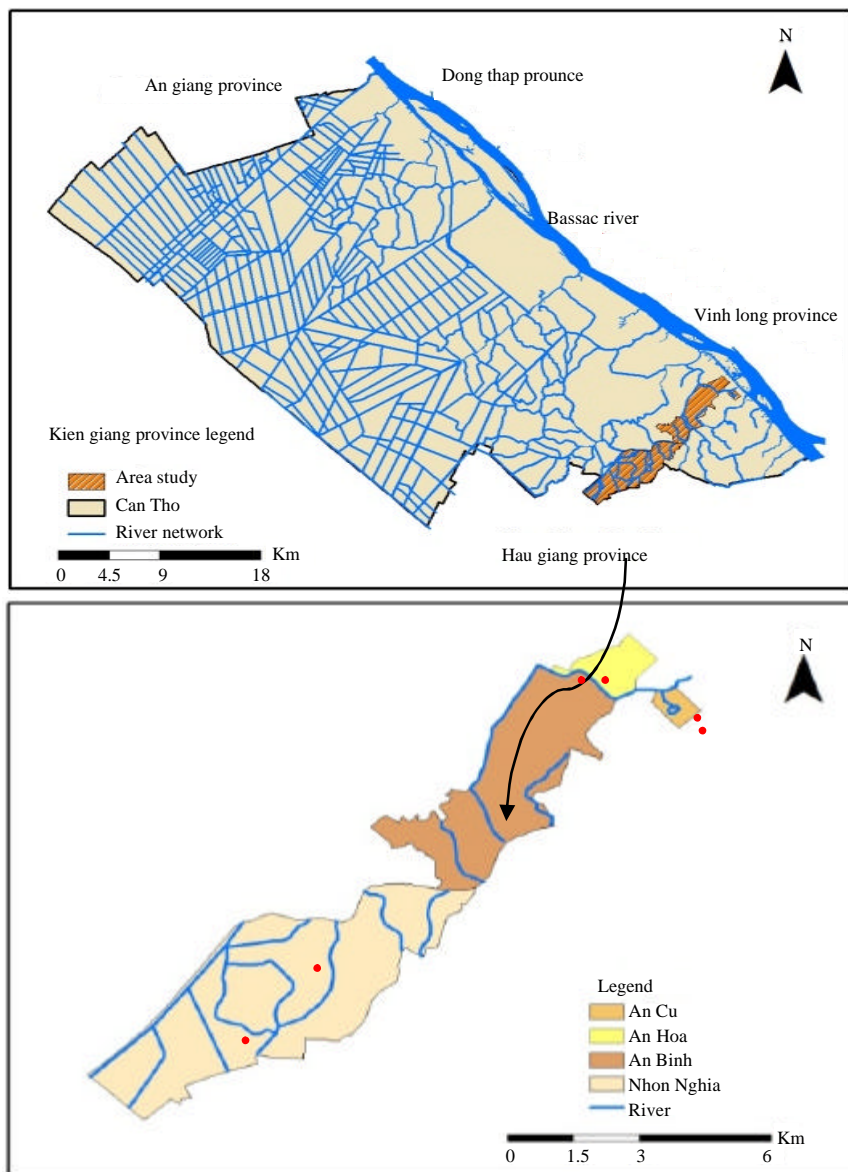 N
Dong thap prounce
An giang province
Bassac river
Vinh long province
Kien giang province legend
Area study
Can Tho
River network
Km
0 4.5 9 18
Hau giang province
N
Legend
An Cu
An Hoa
An Binh
Nhon Nghia
River
Km
0 1.5 3 6